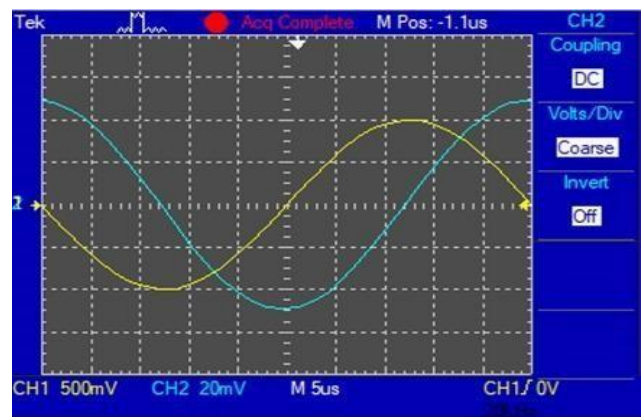 Tek Acq Complete M Pos: -1.1us CH2
Coupling
DC
Volts/Div
Coarse
Invert
Off
CH1 500mV CH2 20mV M 5us CH1 ∫ 0V